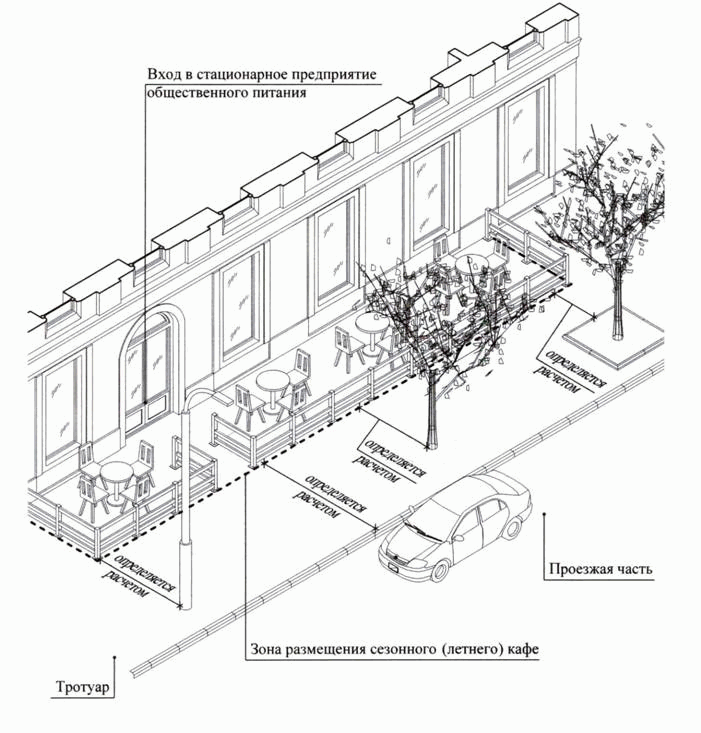 Вход в стационарное предприятие
общественного питания
определяется
расчетом
определяется
расчетом
определяется
расчетом
определяется
расчетом
Проезжая часть
Зона размещения сезонного (летнего) кафе
Тротуар